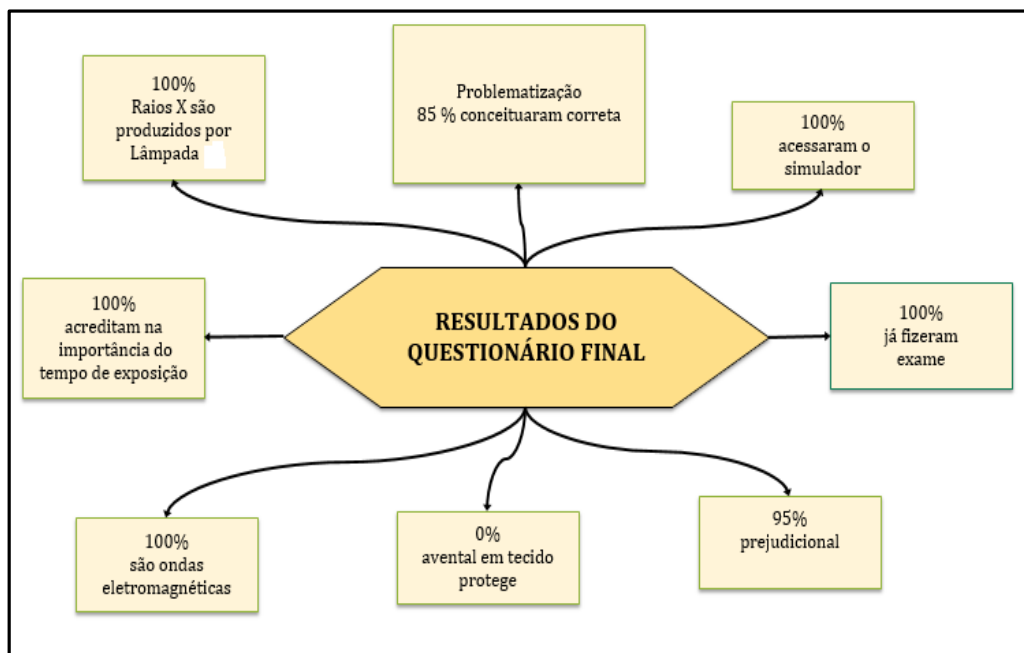 100%
Raios X são
produzidos por
Lâmpada
Problematização
85 % conceituaram correta
100%
acessaram o
simulador
100%
acreditam na
importância do
tempo de exposição
RESULTADOS DO
QUESTIONÁRIO FINAL
100%
já fizeram
exame
100%
são ondas
eletromagnéticas
0%
avental em tecido
protege
95%
prejudicional